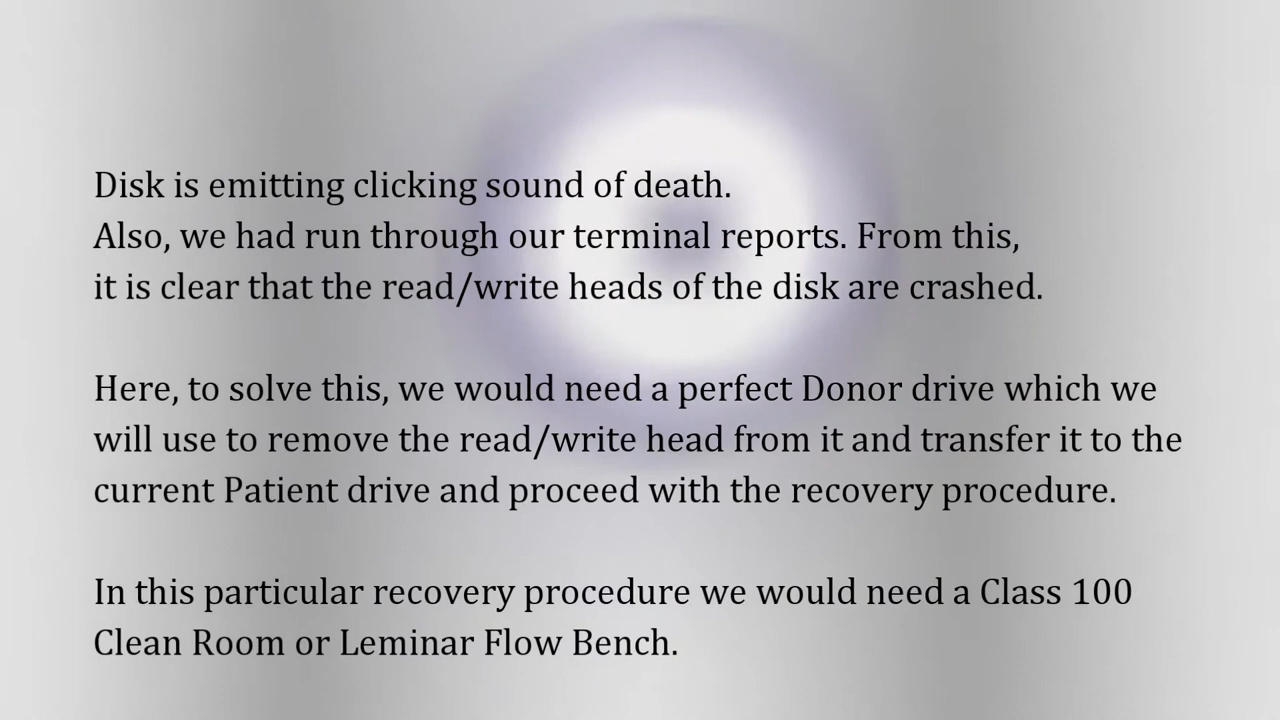 Disk is emitting clicking sound of death.
Also, we had run through our terminal reports. From this,
it is clear that the read/write heads of the disk are crashed.
Here, to solve this, we would need a perfect Donor drive which we
will use to remove the read/write head from it and transfer it to the
current Patient drive and proceed with the recovery procedure.
In this particular recovery procedure we would need a Class 100
Clean Room or Leminar Flow Bench.